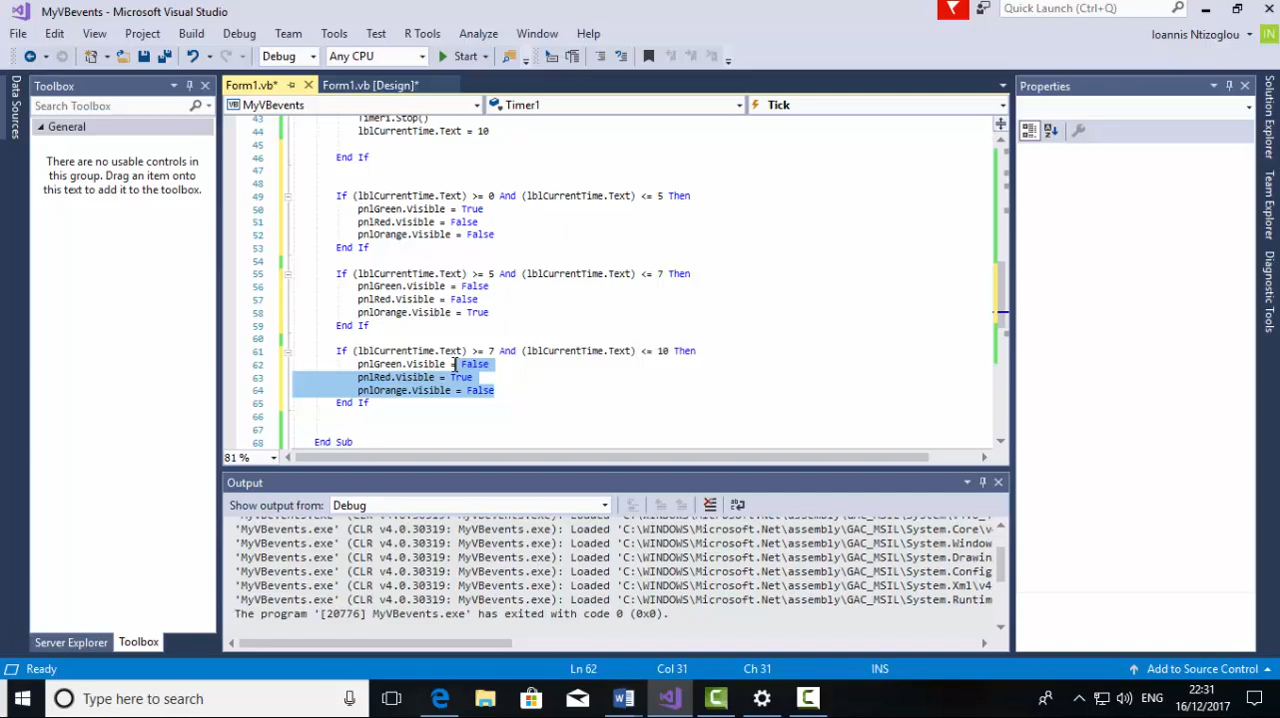 MyVBevents - Microsoft Visual Studio
Quick Launch (Ctrl+Q)
File Edit View Project Build Debug Team Tools Test R Tools Analyze Window Help
Ioannis Ntizoglou IN
Debug Any CPU Start
Data Sources
Toolbox
Search Toolbox
General
There are no usable controls in
this group. Drag an item onto
this text to add it to the toolbox.
Server Explorer Toolbox
Form1.vb* Form1.vb [Design]*
VB MyVBevents Timer1 Tick
43 Timer1.Stop()
44 lblCurrentTime.Text = 10
45
46 End If
47
48
49 If (lblCurrentTime.Text) >= 0 And (lblCurrentTime.Text) <= 5 Then
50 pnlGreen.Visible = True
51 pnlRed.Visible = False
52 pnlOrange.Visible = False
53 End If
54
55 If (lblCurrentTime.Text) >= 5 And (lblCurrentTime.Text) <= 7 Then
56 pnlGreen.Visible = False
57 pnlRed.Visible = False
58 pnlOrange.Visible = True
59 End If
60
61 If (lblCurrentTime.Text) >= 7 And (lblCurrentTime.Text) <= 10 Then
62 pnlGreen.Visible = False
63 pnlRed.Visible = True
64 pnlOrange.Visible = False
65 End If
66
67
68 End Sub
81 %
Output
Show output from: Debug
'MyVBevents.exe' (CLR v4.0.30319: MyVBevents.exe): Loaded 'C:\WINDOWS\Microsoft.Net\assembly\GAC_MSIL\System.Core\v
'MyVBevents.exe' (CLR v4.0.30319: MyVBevents.exe): Loaded 'C:\WINDOWS\Microsoft.Net\assembly\GAC_MSIL\System.Window
'MyVBevents.exe' (CLR v4.0.30319: MyVBevents.exe): Loaded 'C:\WINDOWS\Microsoft.Net\assembly\GAC_MSIL\System.Drawin
'MyVBevents.exe' (CLR v4.0.30319: MyVBevents.exe): Loaded 'C:\WINDOWS\Microsoft.Net\assembly\GAC_MSIL\System.Config
'MyVBevents.exe' (CLR v4.0.30319: MyVBevents.exe): Loaded 'C:\WINDOWS\Microsoft.Net\assembly\GAC_MSIL\System.Xml\v4
'MyVBevents.exe' (CLR v4.0.30319: MyVBevents.exe): Loaded 'C:\WINDOWS\Microsoft.Net\assembly\GAC_MSIL\System.Runtim
The program '[20776] MyVBevents.exe' has exited with code 0 (0x0).
Properties
Solution Explorer
Team Explorer
Diagnostic Tools
Ready Ln 62 Col 31 Ch 31 INS Add to Source Control
Type here to search
ENG
22:31
16/12/2017